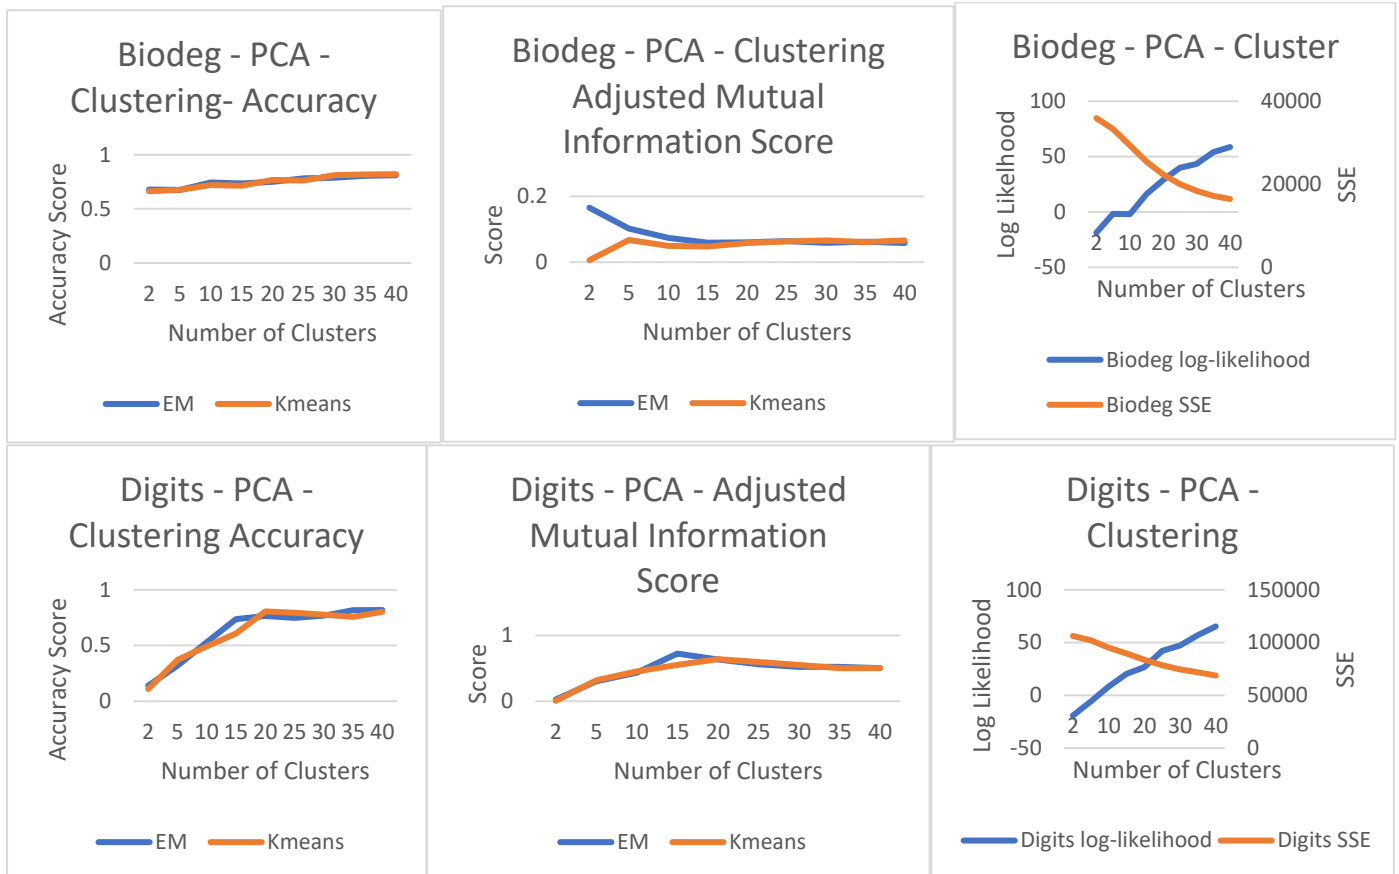 Biodeg - PCA -
Clustering- Accuracy
1
0.5
0
Accuracy Score
2 5 10 15 20 25 30 35 40
Number of Clusters
EM Kmeans
Biodeg - PCA - Clustering
Adjusted Mutual
Information Score
0.2
0
Score
2 5 10 15 20 25 30 35 40
Number of Clusters
EM Kmeans
Biodeg - PCA - Cluster
100
50
0
-50
Log Likelihood
40000
20000
0
SSE
2 10 20 30 40
Number of Clusters
Biodeg log-likelihood
Biodeg SSE
Digits - PCA -
Clustering Accuracy
1
0.5
0
Accuracy Score
2 5 10 15 20 25 30 35 40
Number of Clusters
EM Kmeans
Digits - PCA - Adjusted
Mutual Information
Score
1
0
Score
2 5 10 15 20 25 30 35 40
Number of Clusters
EM Kmeans
Digits - PCA -
Clustering
100
50
0
-50
Log Likelihood
150000
100000
50000
0
SSE
2 10 20 30 40
Number of Clusters
Digits log-likelihood Digits SSE